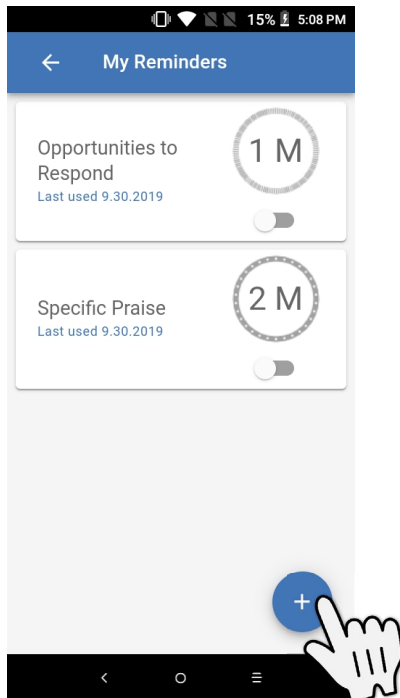 15% 5:08 PM
My Reminders
Opportunities to
Respond
Last used 9.30.2019
1 M
Specific Praise
Last used 9.30.2019
2 M
+